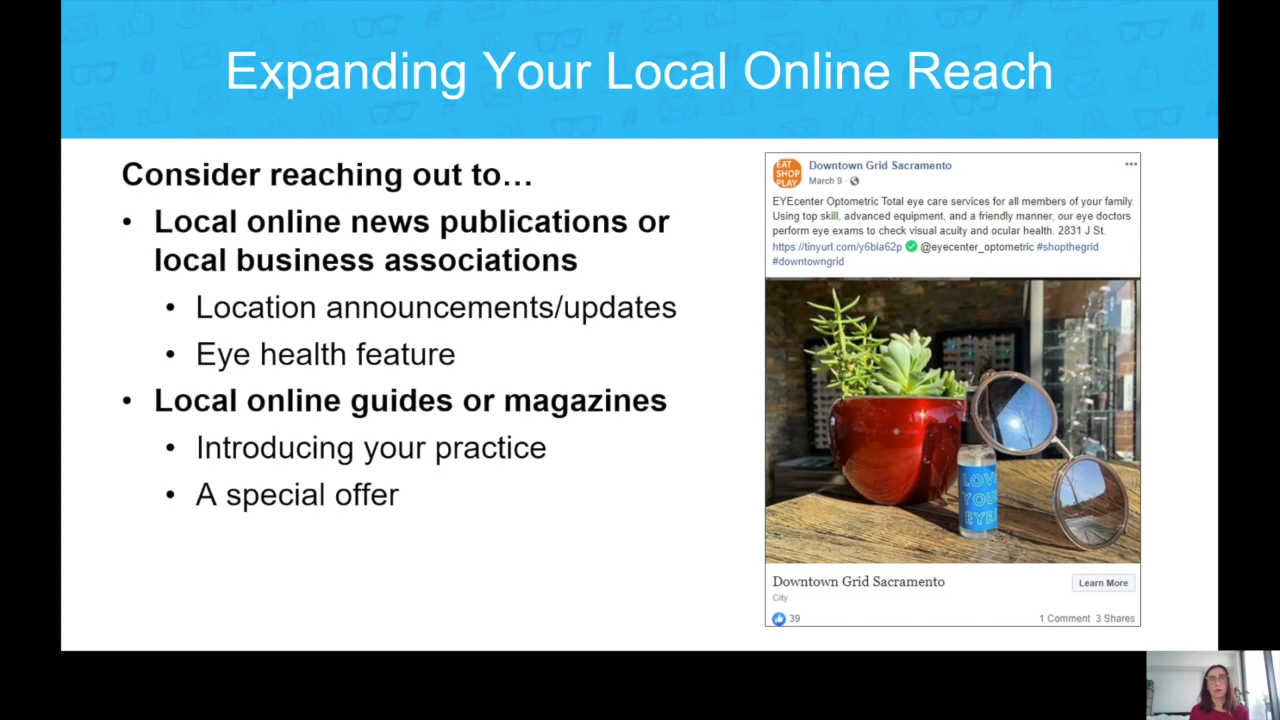 Expanding Your Local Online Reach
Consider reaching out to…
• Local online news publications or
local business associations
• Location announcements/updates
• Eye health feature
• Local online guides or magazines
• Introducing your practice
• A special offer
EAT
SHOP
PLAY
Downtown Grid Sacramento
March 9
EYEcenter Optometric Total eye care services for all members of your family.
Using top skill, advanced equipment, and a friendly manner, our eye doctors
perform eye exams to check visual acuity and ocular health. 2831 J St.
https://tinyurl.com/y6bla62p ✅ @eyecenter_optometric #shopthegrid
#downtowngrid
LOVE
YOUR
EYE
Downtown Grid Sacramento
City
Learn More
39
1 Comment 3 Shares